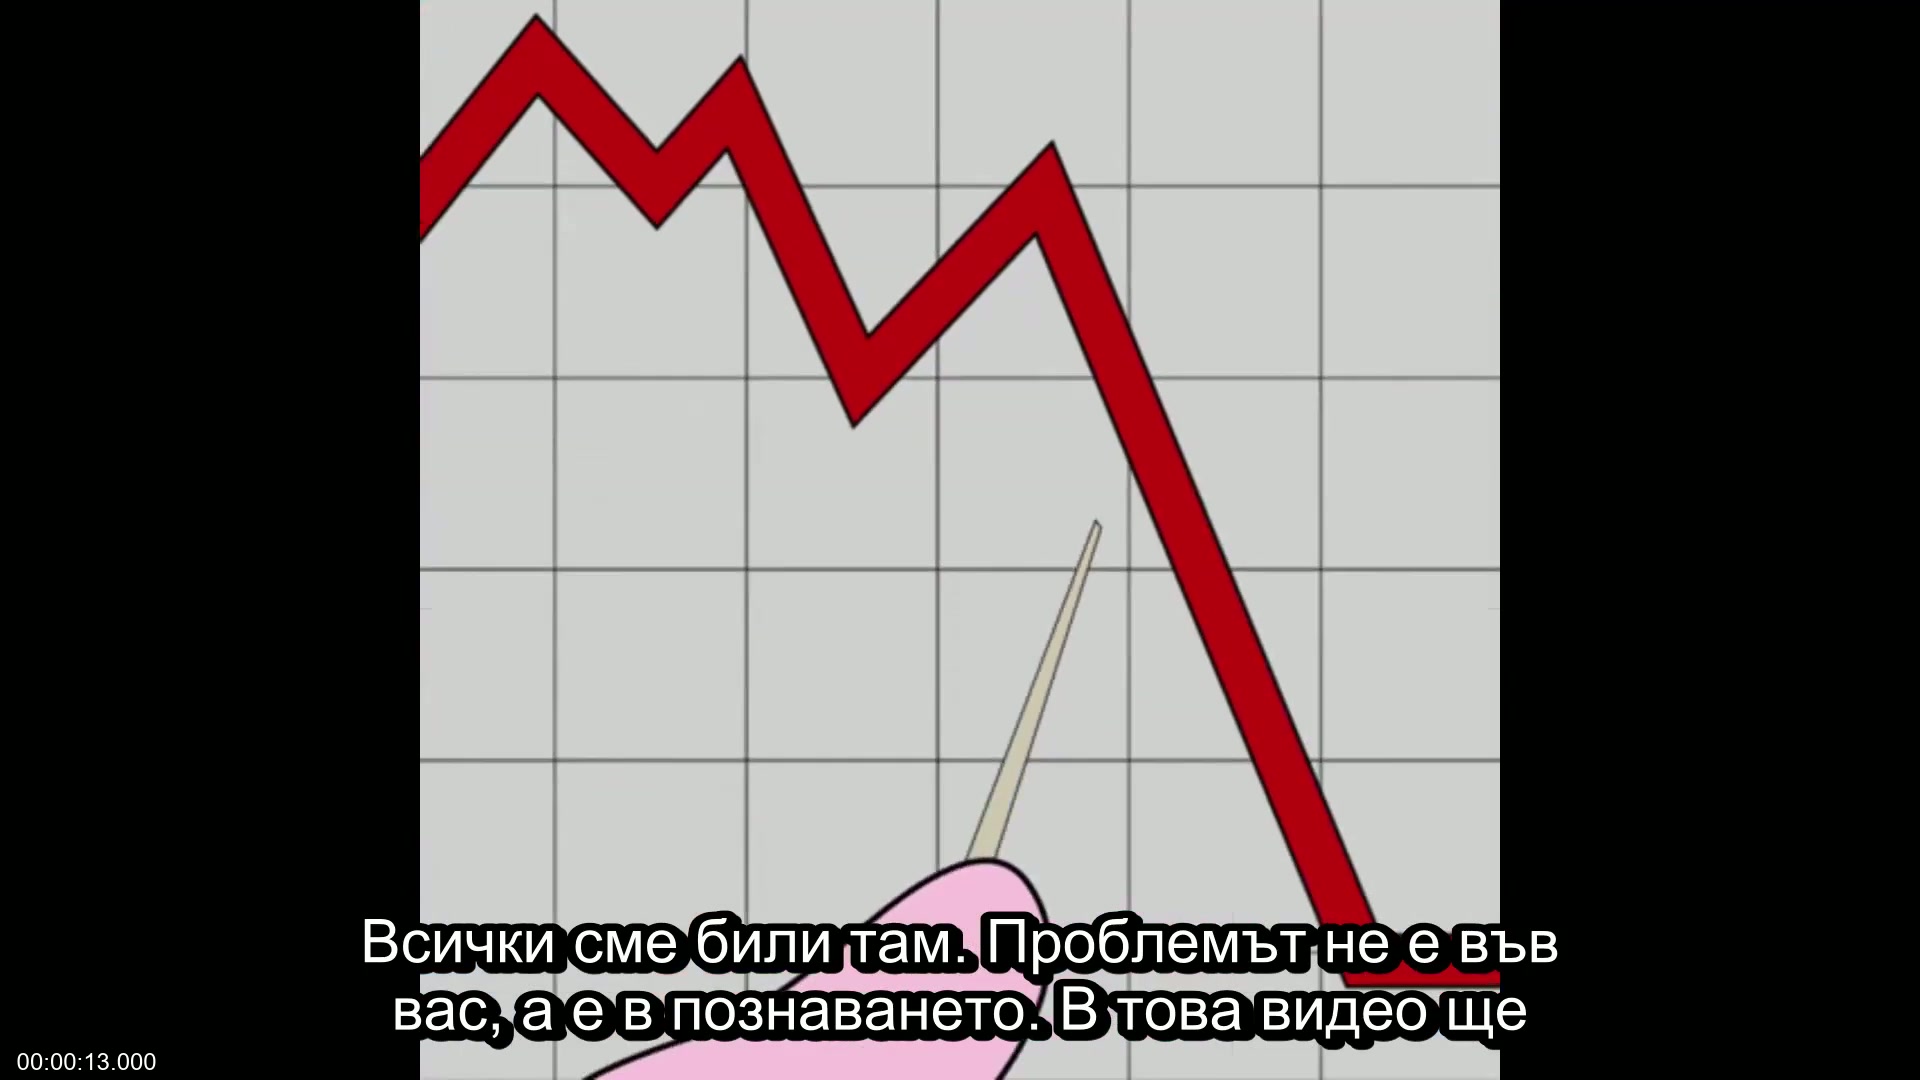 Всички сме били там. Проблемът не е във
вас, а е в познаването. В това видео ще
00:00:13.000